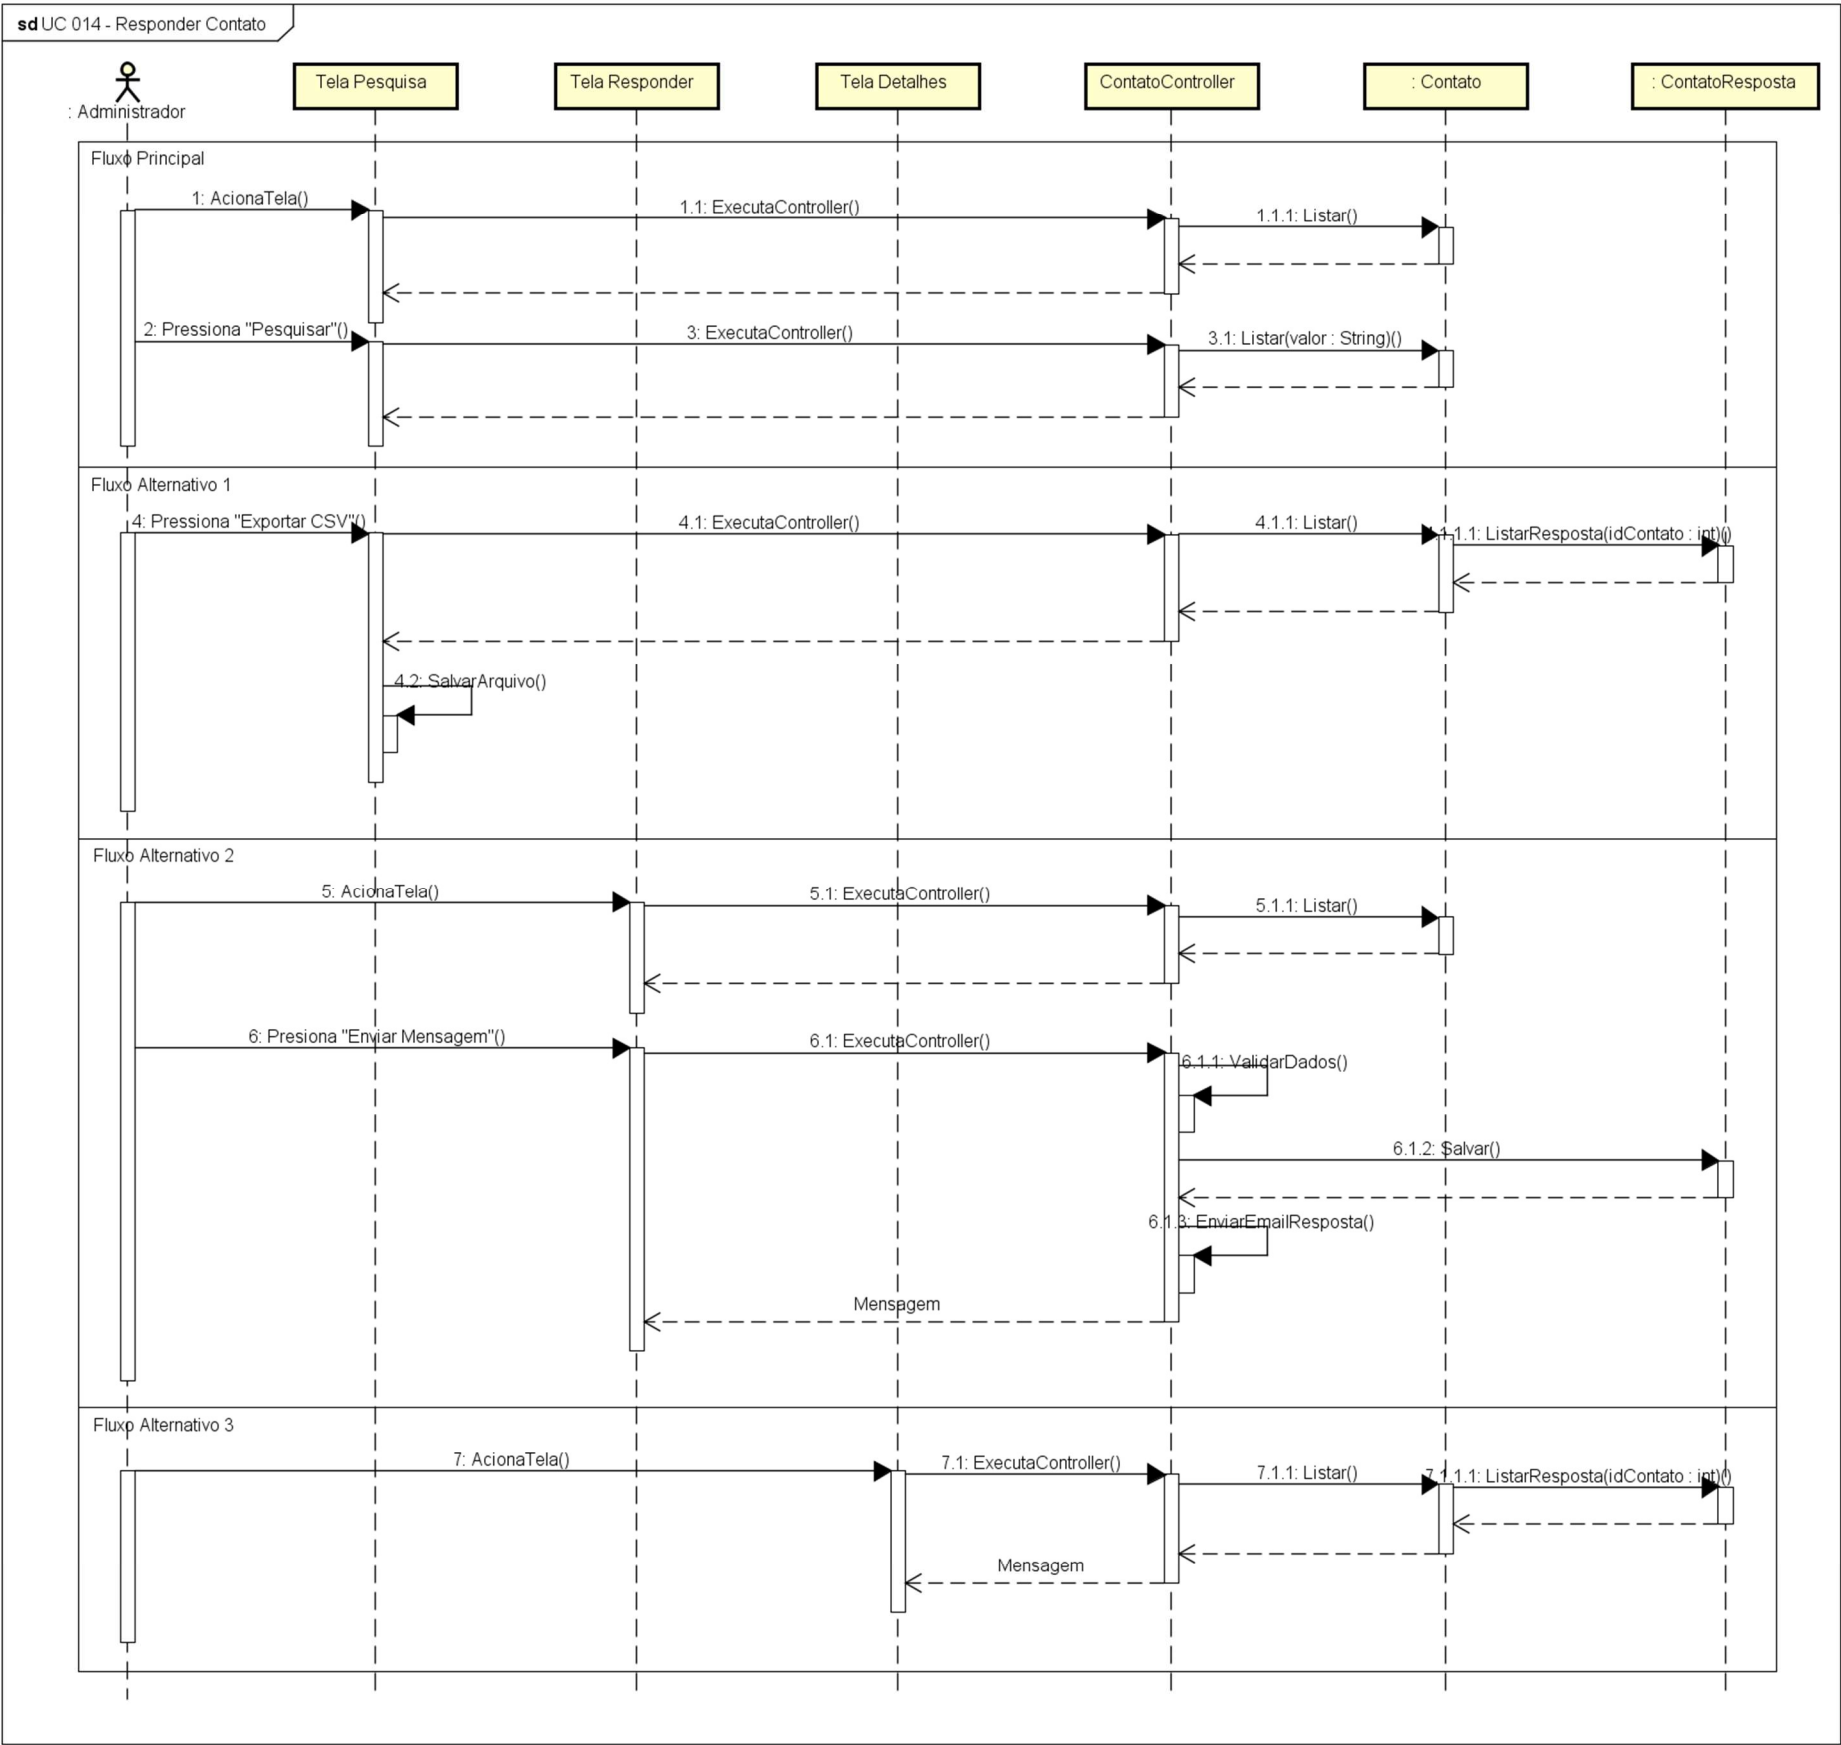 sd UC 014 - Responder Contato
: Administrador
Tela Pesquisa
Tela Responder
Tela Detalhes
ContatoController
: Contato
: ContatoResposta
Fluxo Principal
1: AcionaTela()
1.1: ExecutaController()
1.1.1: Listar()
2: Pressiona "Pesquisar"()
3: ExecutaController()
3.1: Listar(valor : String)()
Fluxo Alternativo 1
4: Pressiona "Exportar CSV"()
4.1: ExecutaController()
4.1.1: Listar()
4.1.1.1: ListarResposta(idContato : int)()
4.2: SalvarArquivo()
Fluxo Alternativo 2
5: AcionaTela()
5.1: ExecutaController()
5.1.1: Listar()
6: Presiona "Enviar Mensagem"()
6.1: ExecutaController()
6.1.1: ValidarDados()
6.1.2: Salvar()
6.1.3: EnviarEmailResposta()
Mensagem
Fluxo Alternativo 3
7: AcionaTela()
7.1: ExecutaController()
7.1.1: Listar()
7.1.1.1: ListarResposta(idContato : int)()
Mensagem